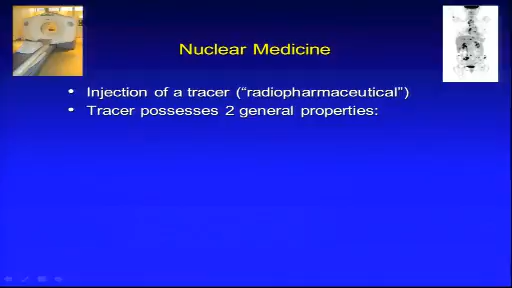 Nuclear Medicine
• Injection of a tracer (“radiopharmaceutical”)
• Tracer possesses 2 general properties: